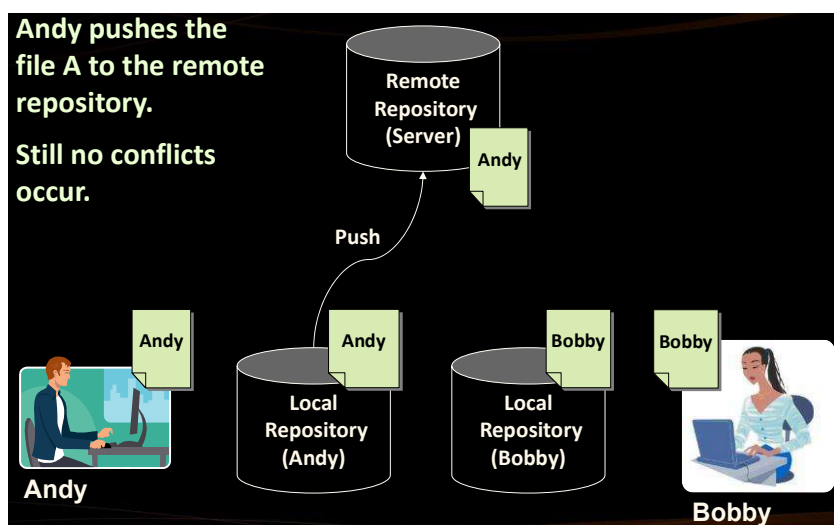 Andy pushes the
file A to the remote
repository.
Still no conflicts
occur.
Remote
Repository
(Server)
Andy
Push
Andy
Andy
Bobby
Bobby
Local
Repository
(Andy)
Local
Repository
(Bobby)
Andy
Bobby